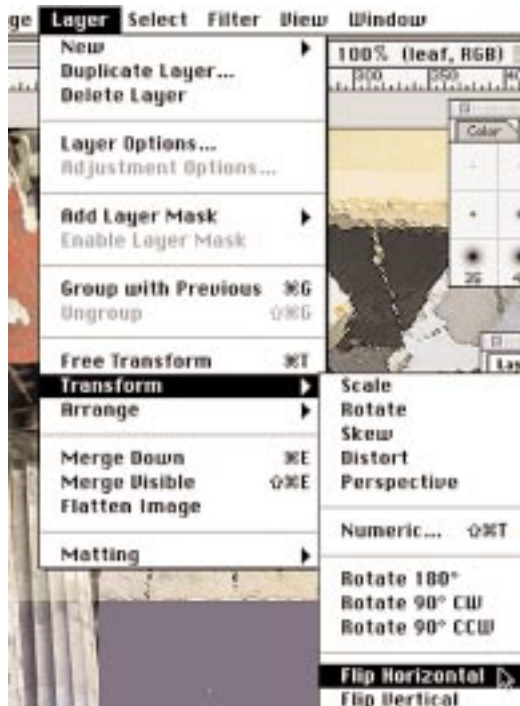 Layer Select Filter View Window
New
Duplicate Layer...
Delete Layer
Layer Options...
Adjustment Options...
Add Layer Mask
Enable Layer Mask
Group with Previous ⌘G
Ungroup ⇧⌘G
Free Transform ⌘T
Transform
Arrange
Merge Down ⌘E
Merge Visible ⇧⌘E
Flatten Image
Matting
100% (leaf, RGB)
300 350
Color
35
Scale
Rotate
Skew
Distort
Perspective
Numeric... ⇧⌘T
Rotate 180°
Rotate 90° CW
Rotate 90° CCW
Flip Horizontal
Flip Vertical